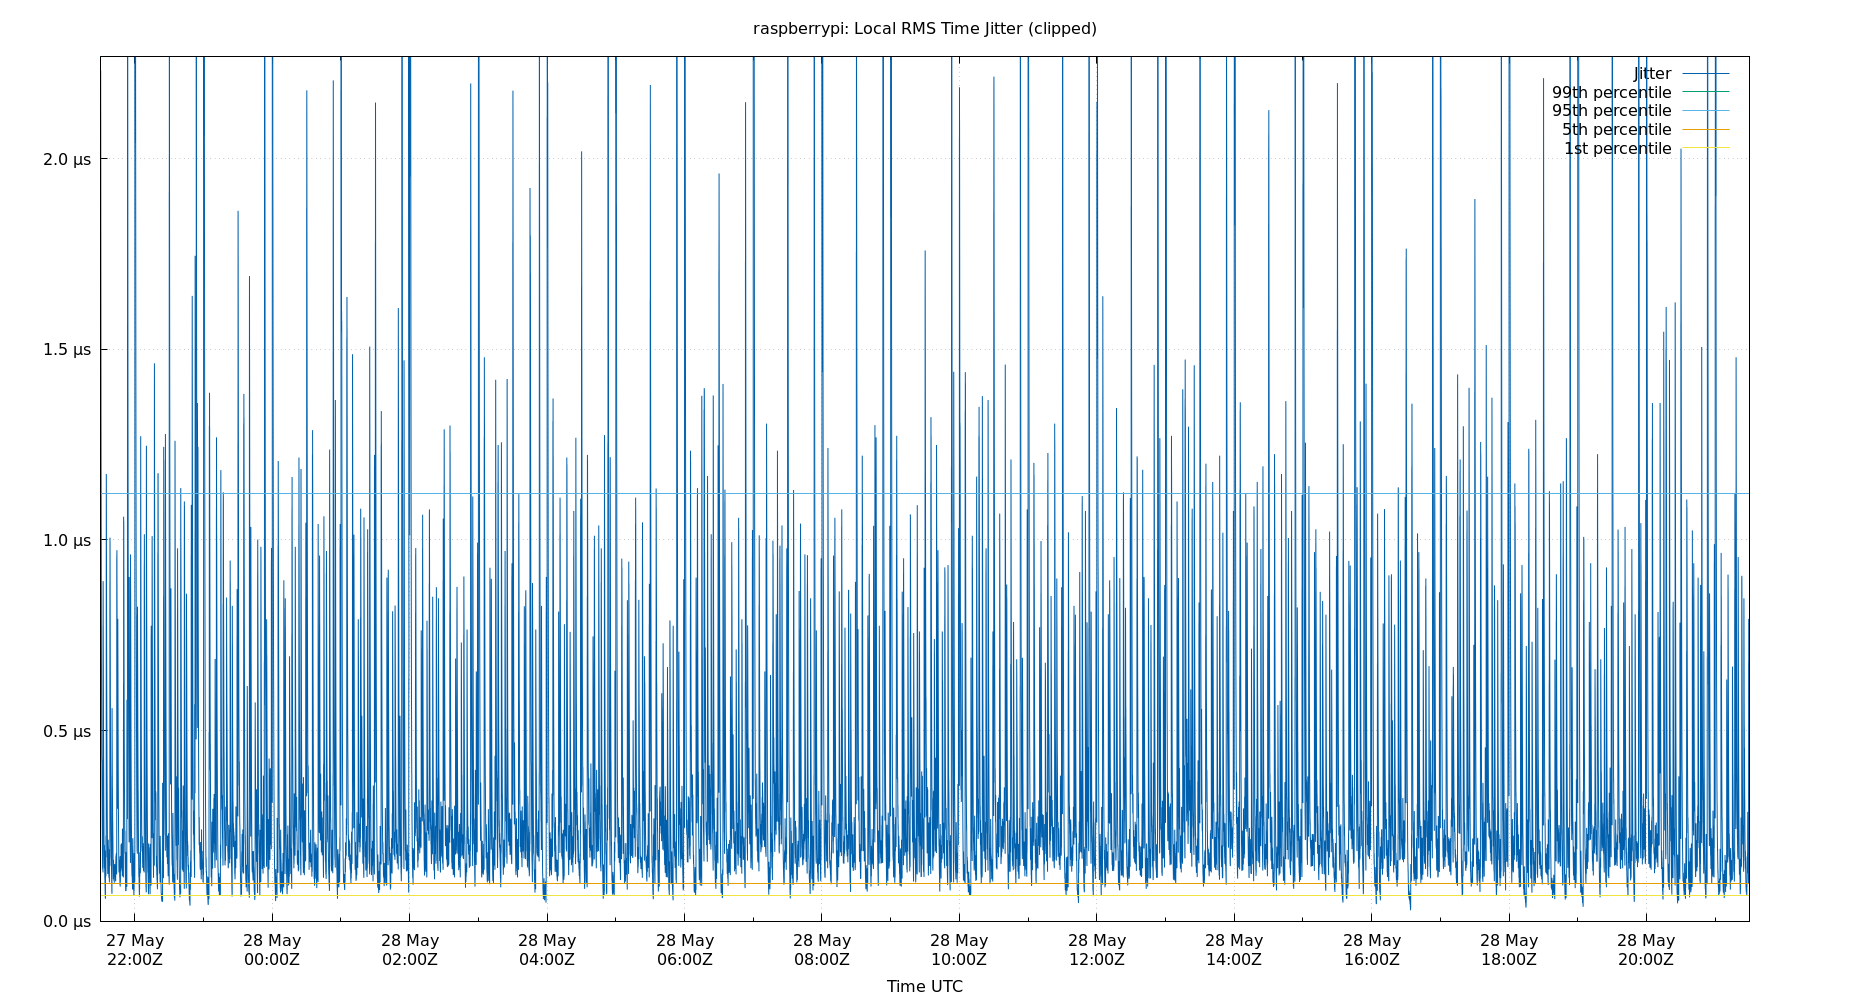 raspberrypi: Local RMS Time Jitter (clipped)
Jitter
99th percentile
95th percentile
5th percentile
1st percentile
2.0 µs
1.5 µs
1.0 µs
0.5 µs
0.0 µs
27 May 28 May 28 May 28 May 28 May 28 May 28 May 28 May 28 May 28 May 28 May 28 May
22:00Z 00:00Z 02:00Z 04:00Z 06:00Z 08:00Z 10:00Z 12:00Z 14:00Z 16:00Z 18:00Z 20:00Z
Time UTC